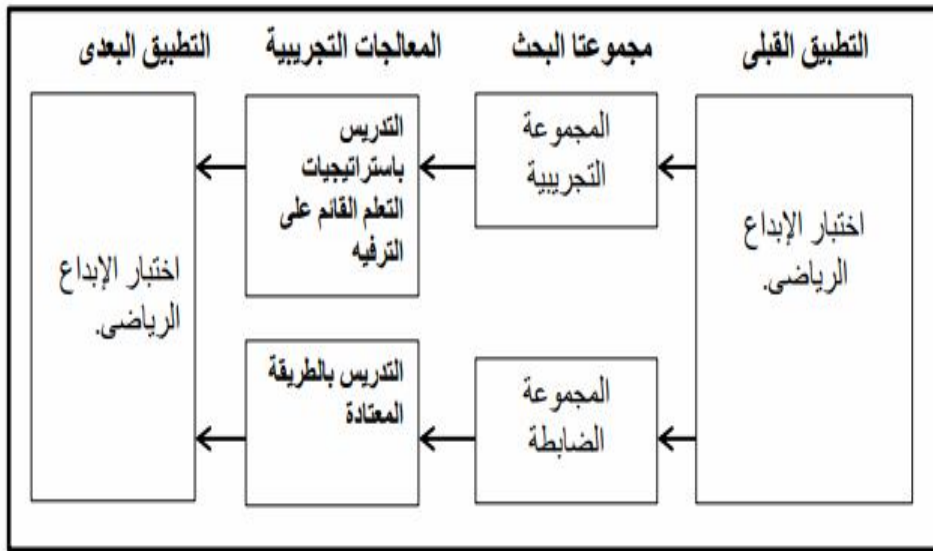 التطبيق القبلى
مجموعتا البحث
المعالجات التجريبية
التطبيق البعدى
اختبار الإبداع
الرياضى.
المجموعة
التجريبية
التدريس
باستراتيجيات
التعلم القائم على
الترفيه
المجموعة
الضابطة
التدريس بالطريقة
المعتادة
اختبار الإبداع
الرياضى.